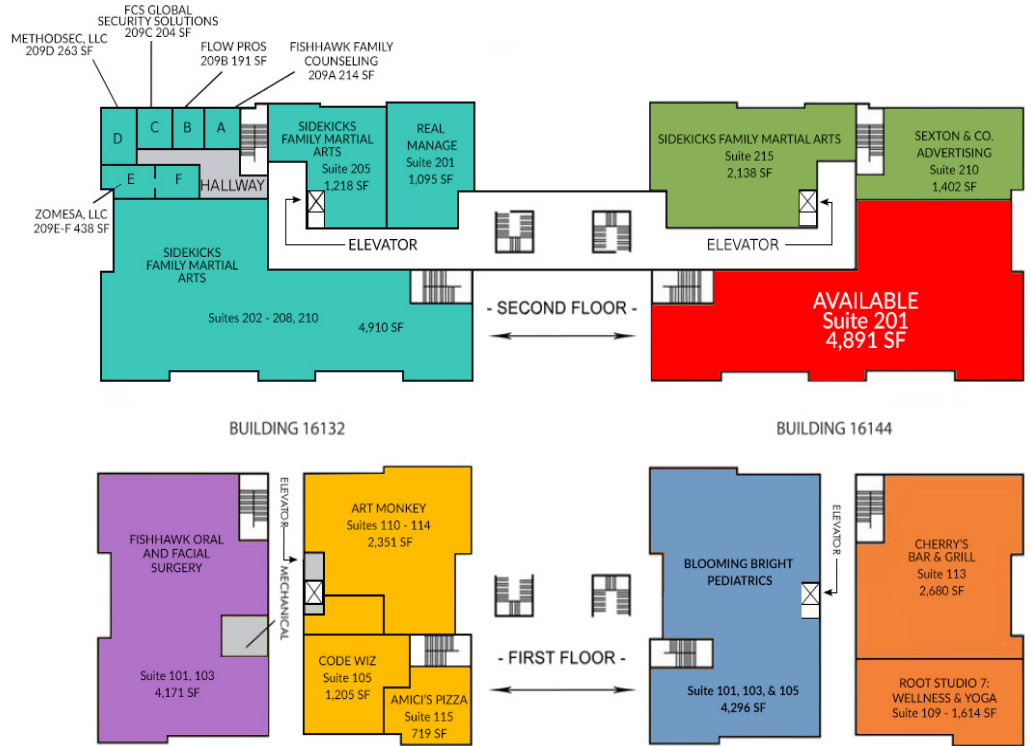 FCS GLOBAL
SECURITY SOLUTIONS
209C 204 SF
METHODSEC, LLC
209D 263 SF
FLOW PROS
209B 191 SF
FISHHAWK FAMILY
COUNSELING
209A 214 SF
D
C
B
A
E
F
HALLWAY
ZOMESA, LLC
209E-F 438 SF
SIDEKICKS
FAMILY MARTIAL
ARTS
Suite 205
1,218 SF
REAL
MANAGE
Suite 201
1,095 SF
ELEVATOR
SIDEKICKS
FAMILY MARTIAL
ARTS
Suites 202 - 208, 210
4,910 SF
- SECOND FLOOR -
SIDEKICKS FAMILY MARTIAL ARTS
Suite 215
2,138 SF
SEXTON & CO.
ADVERTISING
Suite 210
1,402 SF
ELEVATOR
AVAILABLE
Suite 201
4,891 SF
BUILDING 16132
BUILDING 16144
FISHHAWK ORAL
AND FACIAL
SURGERY
Suite 101, 103
4,171 SF
ELEVATOR
MECHANICAL
ART MONKEY
Suites 110 - 114
2,351 SF
CODE WIZ
Suite 105
1,205 SF
AMICI'S PIZZA
Suite 115
719 SF
- FIRST FLOOR -
BLOOMING BRIGHT
PEDIATRICS
Suite 101, 103, & 105
4,296 SF
ELEVATOR
CHERRY'S
BAR & GRILL
Suite 113
2,680 SF
ROOT STUDIO 7:
WELLNESS & YOGA
Suite 109 - 1,614 SF